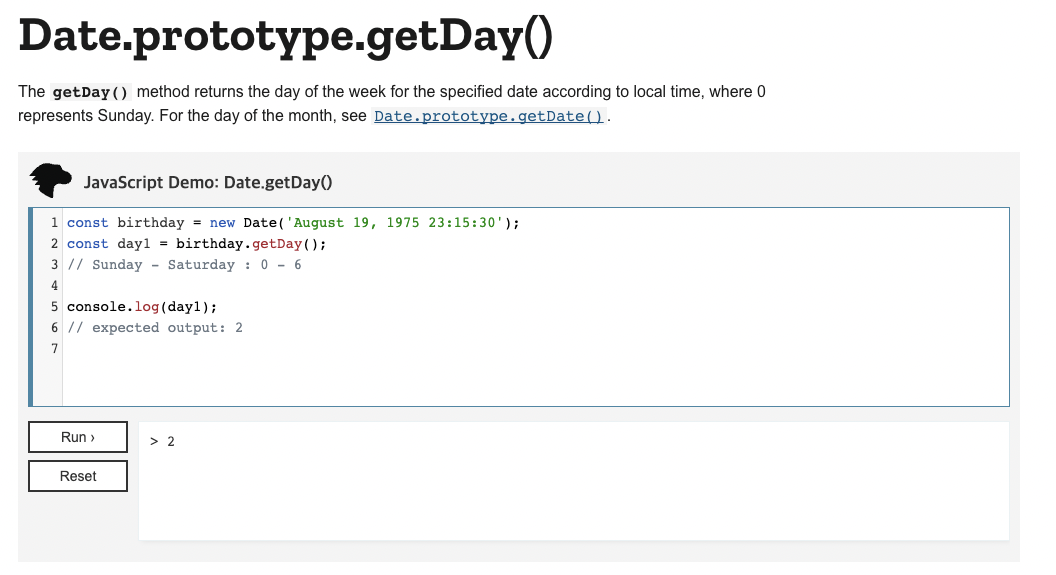 Date.prototype.getDay()
The getDay() method returns the day of the week for the specified date according to local time, where 0
represents Sunday. For the day of the month, see Date.prototype.getDate().
JavaScript Demo: Date.getDay()
1 const birthday = new Date('August 19, 1975 23:15:30');
2 const day1 = birthday.getDay();
3 // Sunday - Saturday : 0 - 6
4
5 console.log(day1);
6 // expected output: 2
7
Run ›
> 2
Reset